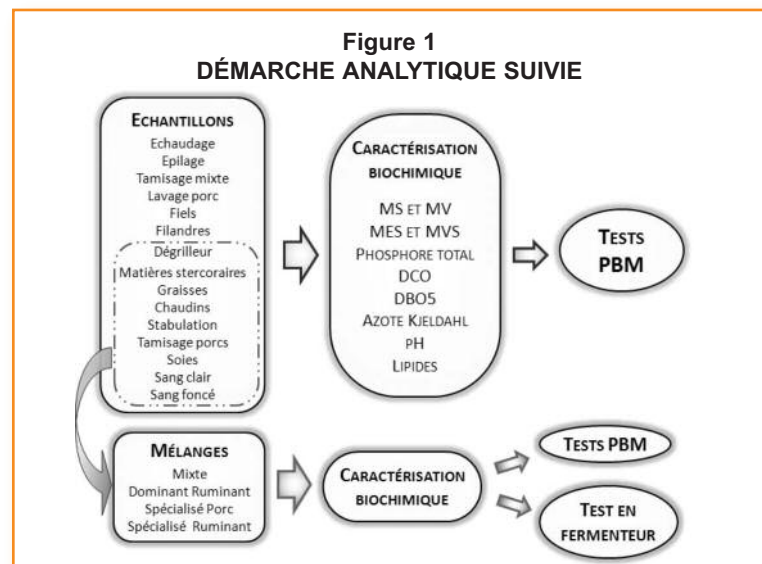 Figure 1
DÉMARCHE ANALYTIQUE SUIVIE
ECHANTILLONS
Echaudage
Epilage
Tamisage mixte
Lavage porc
Fiels
Filandres
Dégrilleur
Matières stercoraires
Graisses
Chaudins
Stabulation
Tamisage porcs
Soies
Sang clair
Sang foncé
CARACTÉRISATION
BIOCHIMIQUE
MS ET MV
MES ET MVS
PHOSPHORE TOTAL
DCO
DBO5
AZOTE KJELDAHL
PH
LIPIDES
TESTS
PBM
MÉLANGES
Mixte
Dominant Ruminant
Spécialisé Porc
Spécialisé Ruminant
CARACTÉRISATION
BIOCHIMIQUE
TESTS PBM
TEST EN
FERMENTEUR